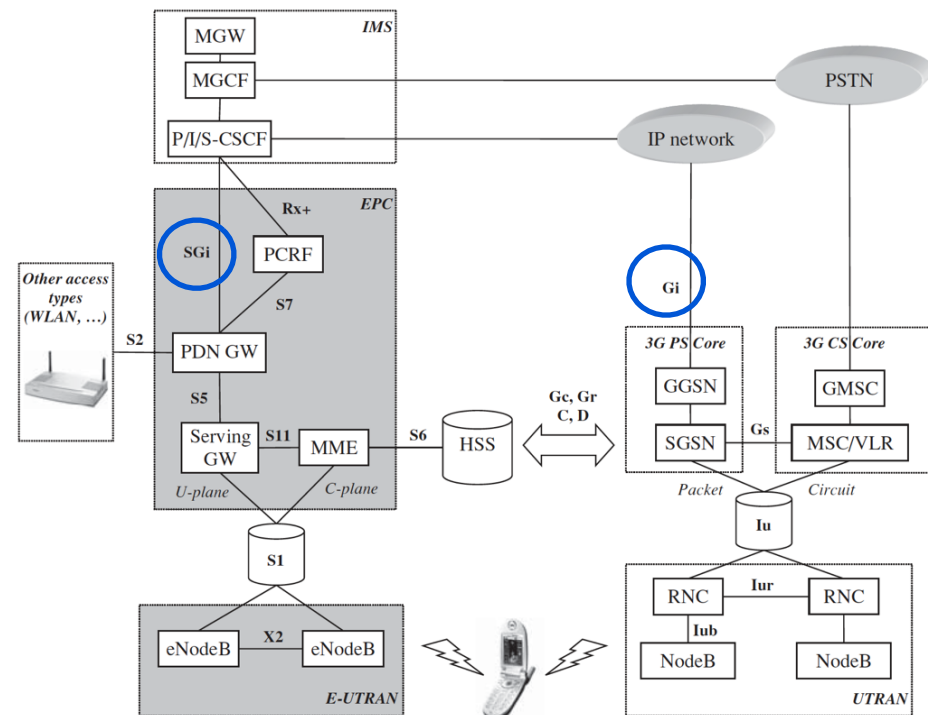 IMS
MGW
MGCF
PSTN
P/I/S-CSCF
IP network
EPC
Rx+
SGi
PCRF
Gi
Other access
types
(WLAN, ...)
S7
S2
PDN GW
3G PS Core
3G CS Core
S5
GGSN
GMSC
Gc, Gr
C, D
Serving
GW
S11
MME
S6
HSS
SGSN
Gs
MSC/VLR
U-plane
C-plane
Packet
Circuit
S1
Iu
RNC
Iur
RNC
eNodeB
X2
eNodeB
Iub
NodeB
NodeB
E-UTRAN
UTRAN